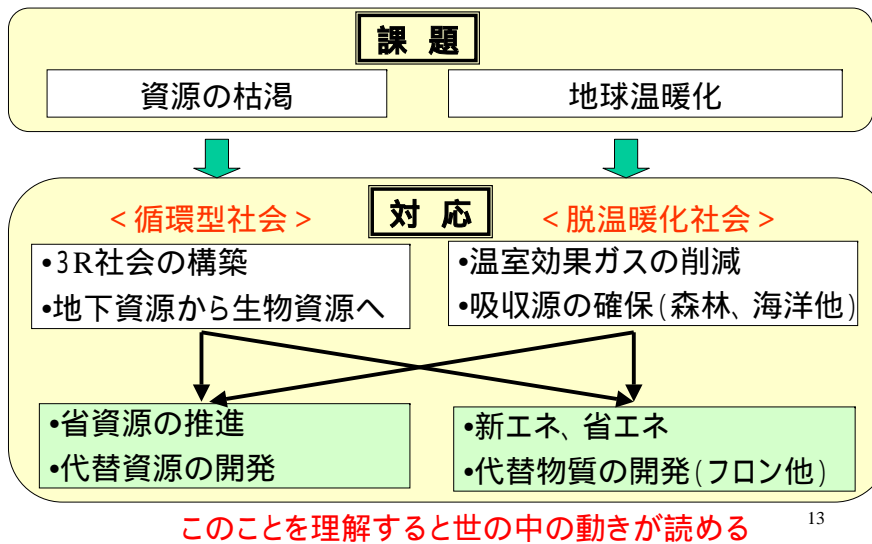 課 題
資源の枯渇
地球温暖化
対 応
<循環型社会>
<脱温暖化社会>
•3R社会の構築
•地下資源から生物資源へ
•温室効果ガスの削減
•吸収源の確保(森林、海洋他)
•省資源の推進
•代替資源の開発
•新エネ、省エネ
•代替物質の開発(フロン他)
このことを理解すると世の中の動きが読める
13